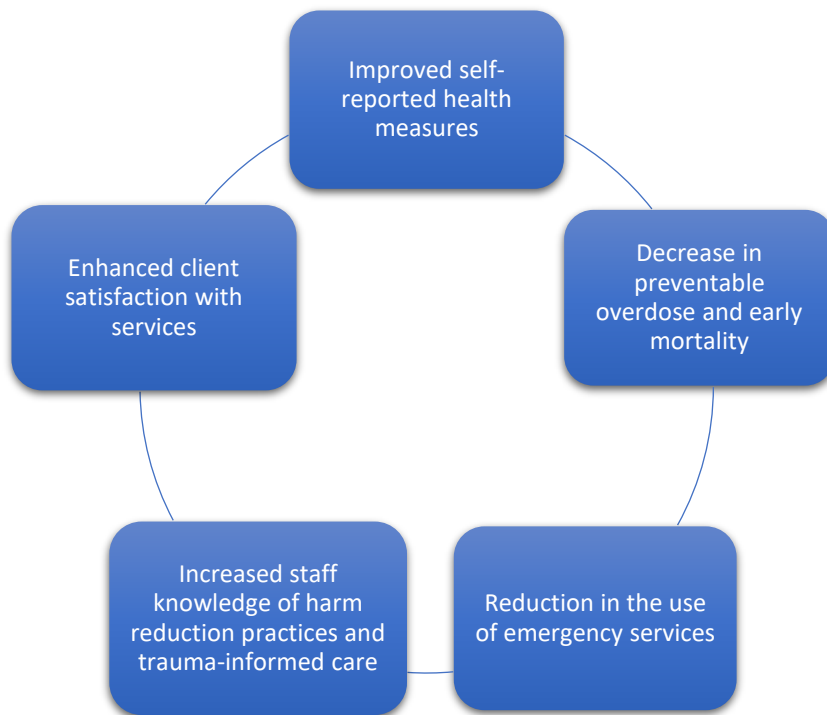 Improved self-
reported health
measures
Decrease in
preventable
overdose and early
mortality
Reduction in the use
of emergency services
Increased staff
knowledge of harm
reduction practices and
trauma-informed care
Enhanced client
satisfaction with
services